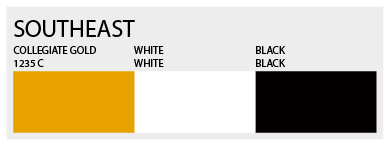 SOUTHEAST
COLLEGIATE GOLD WHITE BLACK
1235 C WHITE BLACK